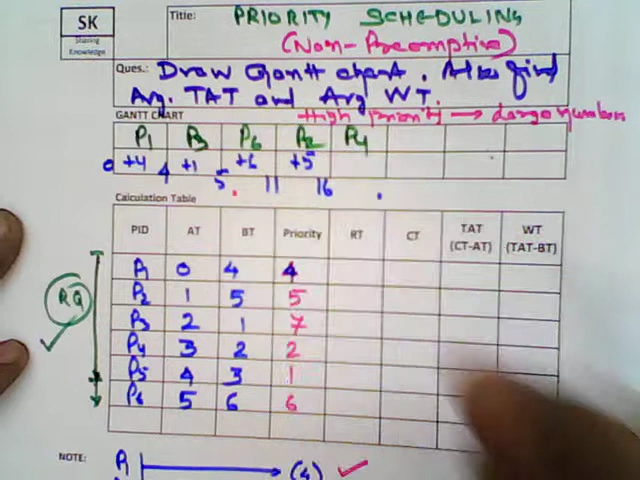 SK
Sharing
Knowledge
Title: PRIORITY SCHEDULING
(Non-Preemptive)
Ques.: Draw Gantt chart. Also find
Avg. TAT and Avg WT.
High priority → Large number
GANTT CHART
P1 P3 P6 P2 P4
0 +4 4 +1 5 +6 11 +5 16
Calculation Table
PID AT BT Priority RT CT TAT (CT-AT) WT (TAT-BT)
P1 0 4 4
P2 1 5 5
P3 2 1 7
P4 3 2 2
P5 4 3 1
P6 5 6 6
RQ
NOTE:
P1 (4)